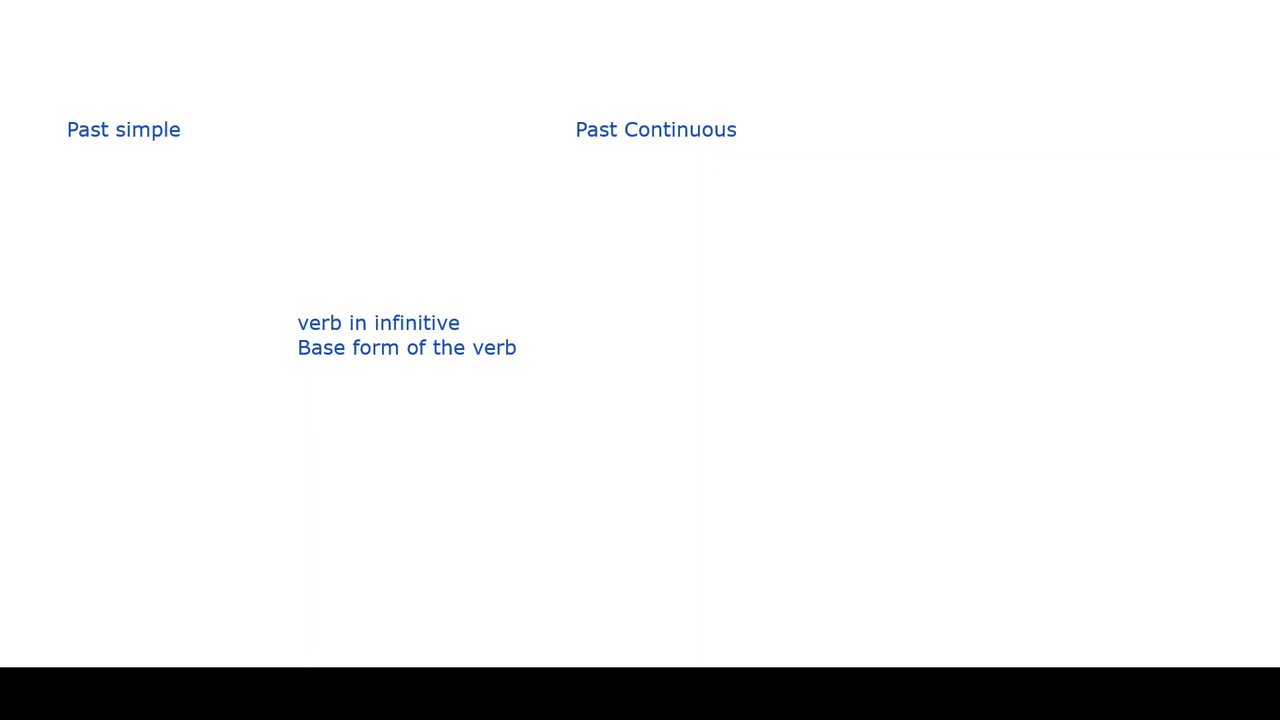 Past simple
Past Continuous
verb in infinitive
Base form of the verb